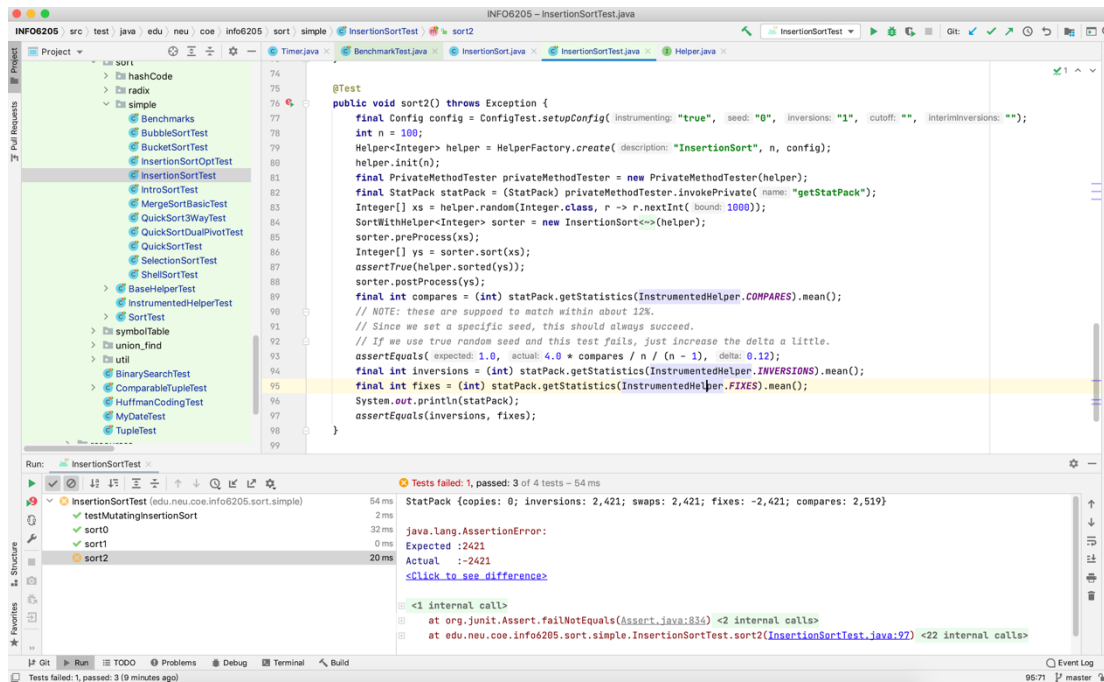 INFO6205 – InsertionSortTest.java
INFO6205 〉 src 〉 test 〉 java 〉 edu 〉 neu 〉 coe 〉 info6205 〉 sort 〉 simple 〉 InsertionSortTest 〉 sort2
InsertionSortTest
Git:
Project
Timer.java
BenchmarkTest.java
InsertionSort.java
InsertionSortTest.java
Helper.java
Project
Pull Requests
sort
hashCode
radix
simple
Benchmarks
BubbleSortTest
BucketSortTest
InsertionSortOptTest
InsertionSortTest
IntroSortTest
MergeSortBasicTest
QuickSort3WayTest
QuickSortDualPivotTest
QuickSortTest
SelectionSortTest
ShellSortTest
BaseHelperTest
InstrumentedHelperTest
SortTest
symbolTable
union_find
util
BinarySearchTest
ComparableTupleTest
HuffmanCodingTest
MyDateTest
TupleTest
1
74
75 @Test
76 public void sort2() throws Exception {
77 final Config config = ConfigTest.setupConfig( instrumenting: "true", seed: "0", inversions: "1", cutoff: "", interimInversions: "");
78 int n = 100;
79 Helper<Integer> helper = HelperFactory.create( description: "InsertionSort", n, config);
80 helper.init(n);
81 final PrivateMethodTester privateMethodTester = new PrivateMethodTester(helper);
82 final StatPack statPack = (StatPack) privateMethodTester.invokePrivate( name: "getStatPack");
83 Integer[] xs = helper.random(Integer.class, r -> r.nextInt( bound: 1000));
84 SortWithHelper<Integer> sorter = new InsertionSort<~>(helper);
85 sorter.preProcess(xs);
86 Integer[] ys = sorter.sort(xs);
87 assertTrue(helper.sorted(ys));
88 sorter.postProcess(ys);
89 final int compares = (int) statPack.getStatistics(InstrumentedHelper.COMPARES).mean();
90 // NOTE: these are suppoed to match within about 12%.
91 // Since we set a specific seed, this should always succeed.
92 // If we use true random seed and this test fails, just increase the delta a little.
93 assertEquals( expected: 1.0, actual: 4.0 * compares / n / (n - 1), delta: 0.12);
94 final int inversions = (int) statPack.getStatistics(InstrumentedHelper.INVERSIONS).mean();
95 final int fixes = (int) statPack.getStatistics(InstrumentedHelper.FIXES).mean();
96 System.out.println(statPack);
97 assertEquals(inversions, fixes);
98 }
99
Run: InsertionSortTest
Tests failed: 1, passed: 3 of 4 tests – 54 ms
InsertionSortTest (edu.neu.coe.info6205.sort.simple) 54 ms
testMutatingInsertionSort 2 ms
sort0 32 ms
sort1 0 ms
sort2 20 ms
StatPack {copies: 0; inversions: 2,421; swaps: 2,421; fixes: -2,421; compares: 2,519}
java.lang.AssertionError:
Expected :2421
Actual :-2421
<Click to see difference>
<1 internal call>
at org.junit.Assert.failNotEquals(Assert.java:834) <2 internal calls>
at edu.neu.coe.info6205.sort.simple.InsertionSortTest.sort2(InsertionSortTest.java:97) <22 internal calls>
Structure
Favorites
Git Run TODO Problems Debug Terminal Build Event Log
Tests failed: 1, passed: 3 (9 minutes ago) 95:71 master